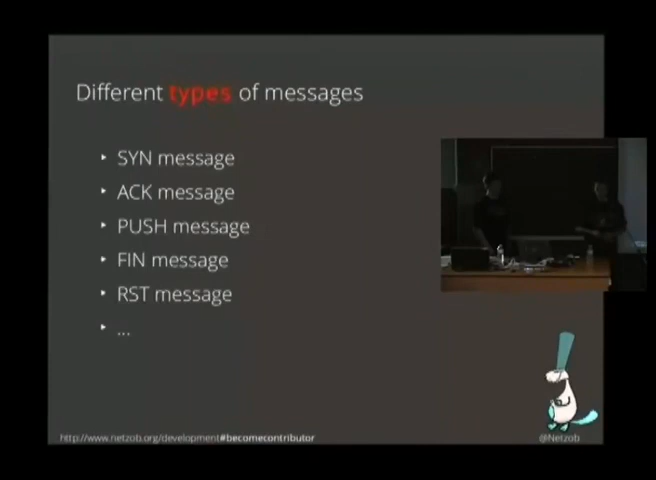 Different types of messages
‣ SYN message
‣ ACK message
‣ PUSH message
‣ FIN message
‣ RST message
‣ ...
http://www.netzob.org/development#becomecontributor
@Netzob